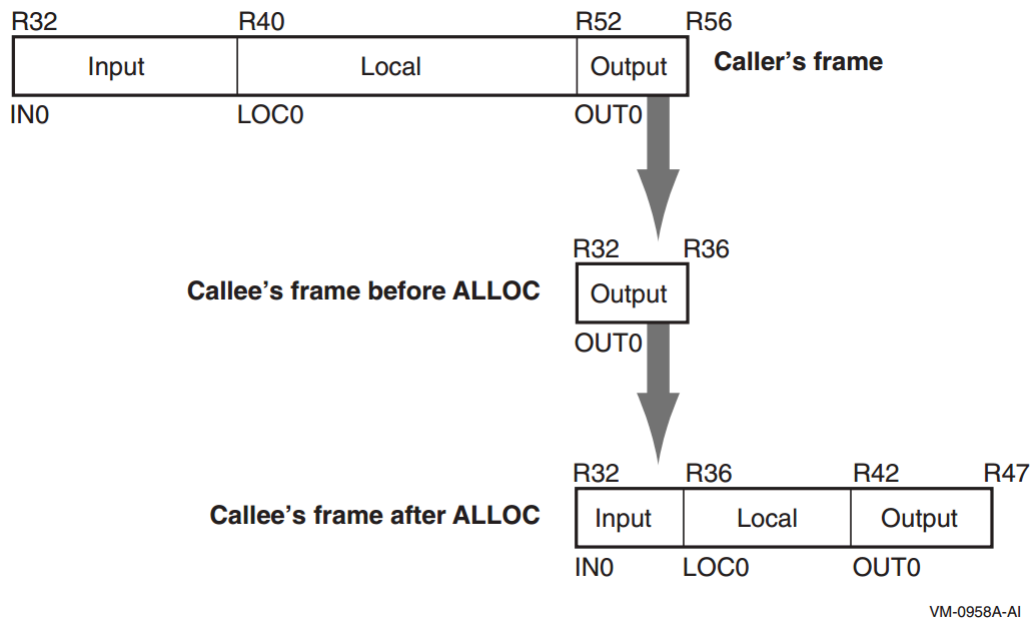 R32 R40 R52 R56
Input Local Output Caller's frame
IN0 LOC0 OUT0
R32 R36
Callee's frame before ALLOC Output
OUT0
R32 R36 R42 R47
Callee's frame after ALLOC Input Local Output
IN0 LOC0 OUT0
VM-0958A-AI